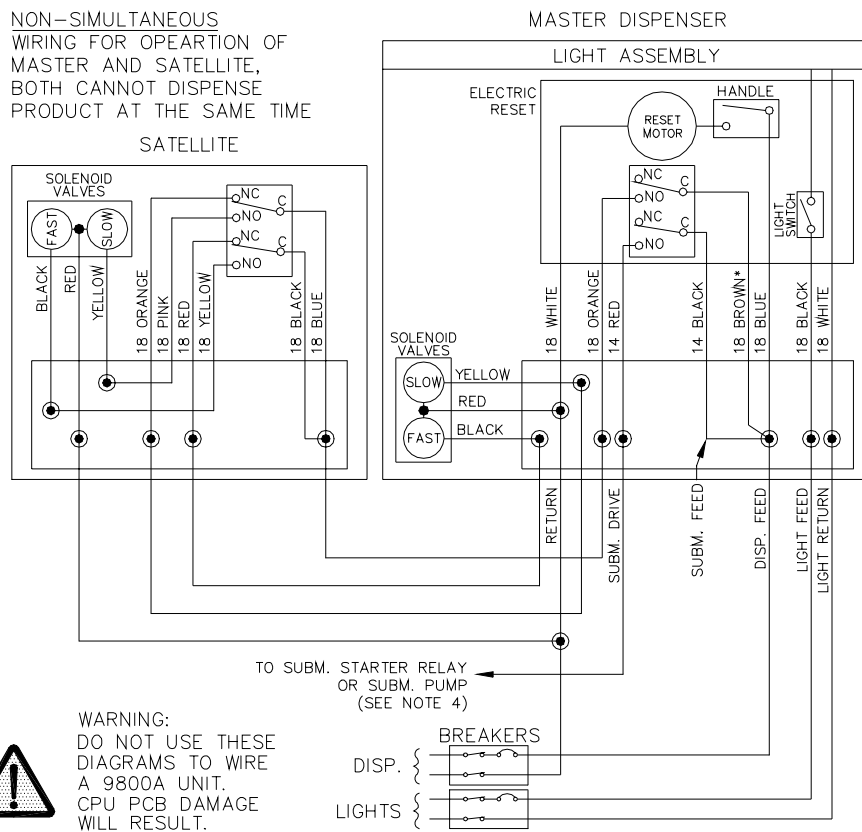 NON-SIMULTANEOUS
WIRING FOR OPEARTION OF
MASTER AND SATELLITE,
BOTH CANNOT DISPENSE
PRODUCT AT THE SAME TIME
SATELLITE
SOLENOID
VALVES
FAST
SLOW
NC
C
NO
NC
C
NO
BLACK
RED
YELLOW
18 ORANGE
18 PINK
18 RED
18 YELLOW
18 BLACK
18 BLUE
MASTER DISPENSER
LIGHT ASSEMBLY
ELECTRIC
RESET
RESET
MOTOR
HANDLE
NC
C
NO
NC
C
NO
LIGHT
SWITCH
18 WHITE
18 ORANGE
14 RED
14 BLACK
18 BROWN*
18 BLUE
18 BLACK
18 WHITE
SOLENOID
VALVES
SLOW
YELLOW
RED
FAST
BLACK
RETURN
SUBM. DRIVE
SUBM. FEED
DISP. FEED
LIGHT FEED
LIGHT RETURN
TO SUBM. STARTER RELAY
OR SUBM. PUMP
(SEE NOTE 4)
WARNING:
DO NOT USE THESE
DIAGRAMS TO WIRE
A 9800A UNIT.
CPU PCB DAMAGE
WILL RESULT.
!
BREAKERS
DISP.
LIGHTS